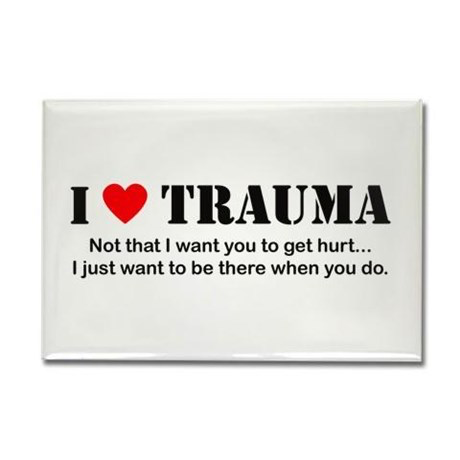 I ❤ TRAUMA
Not that I want you to get hurt...
I just want to be there when you do.